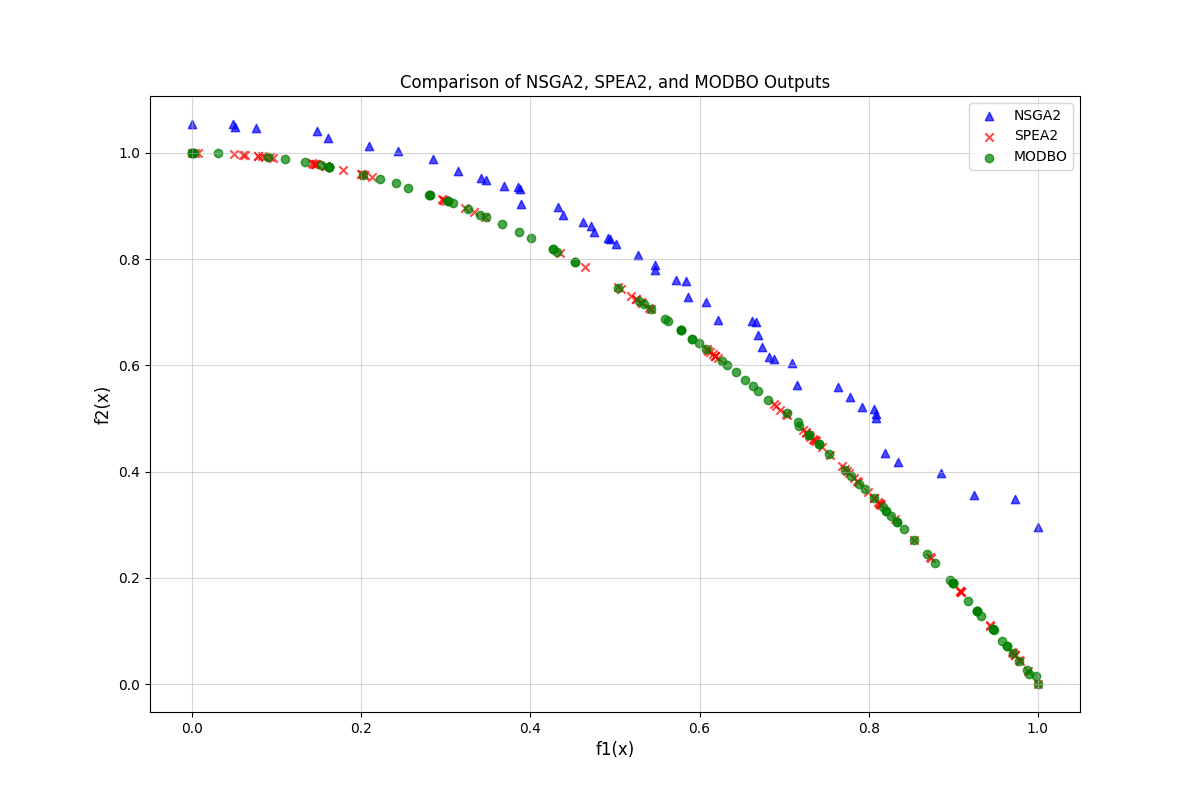 Comparison of NSGA2, SPEA2, and MODBO Outputs
NSGA2
SPEA2
MODBO
f2(x)
1.0
0.8
0.6
0.4
0.2
0.0
0.0 0.2 0.4 0.6 0.8 1.0
f1(x)